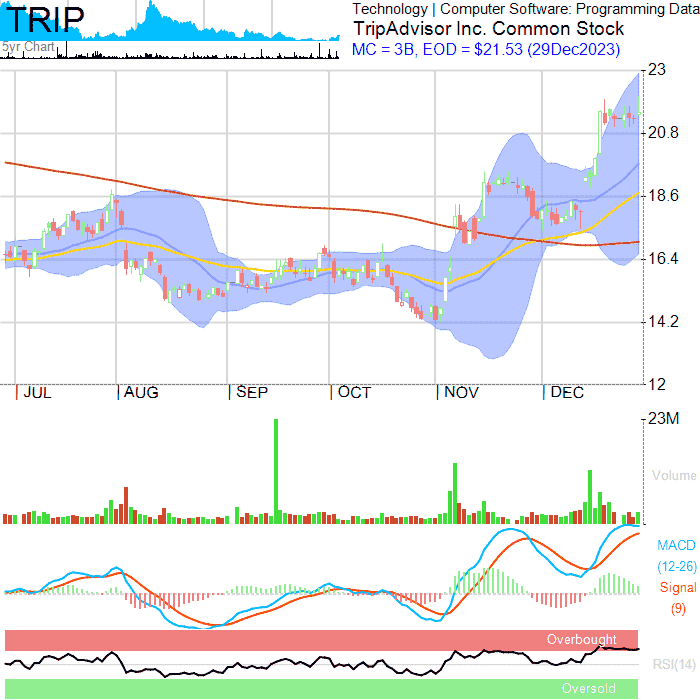 TRIP
Technology | Computer Software: Programming Data
TripAdvisor Inc. Common Stock
MC = 3B, EOD = $21.53 (29Dec2023)
5yr Chart
23
20.8
18.6
16.4
14.2
12
JUL AUG SEP OCT NOV DEC
23M
Volume
MACD
(12-26)
Signal
(9)
Overbought
RSI(14)
Oversold